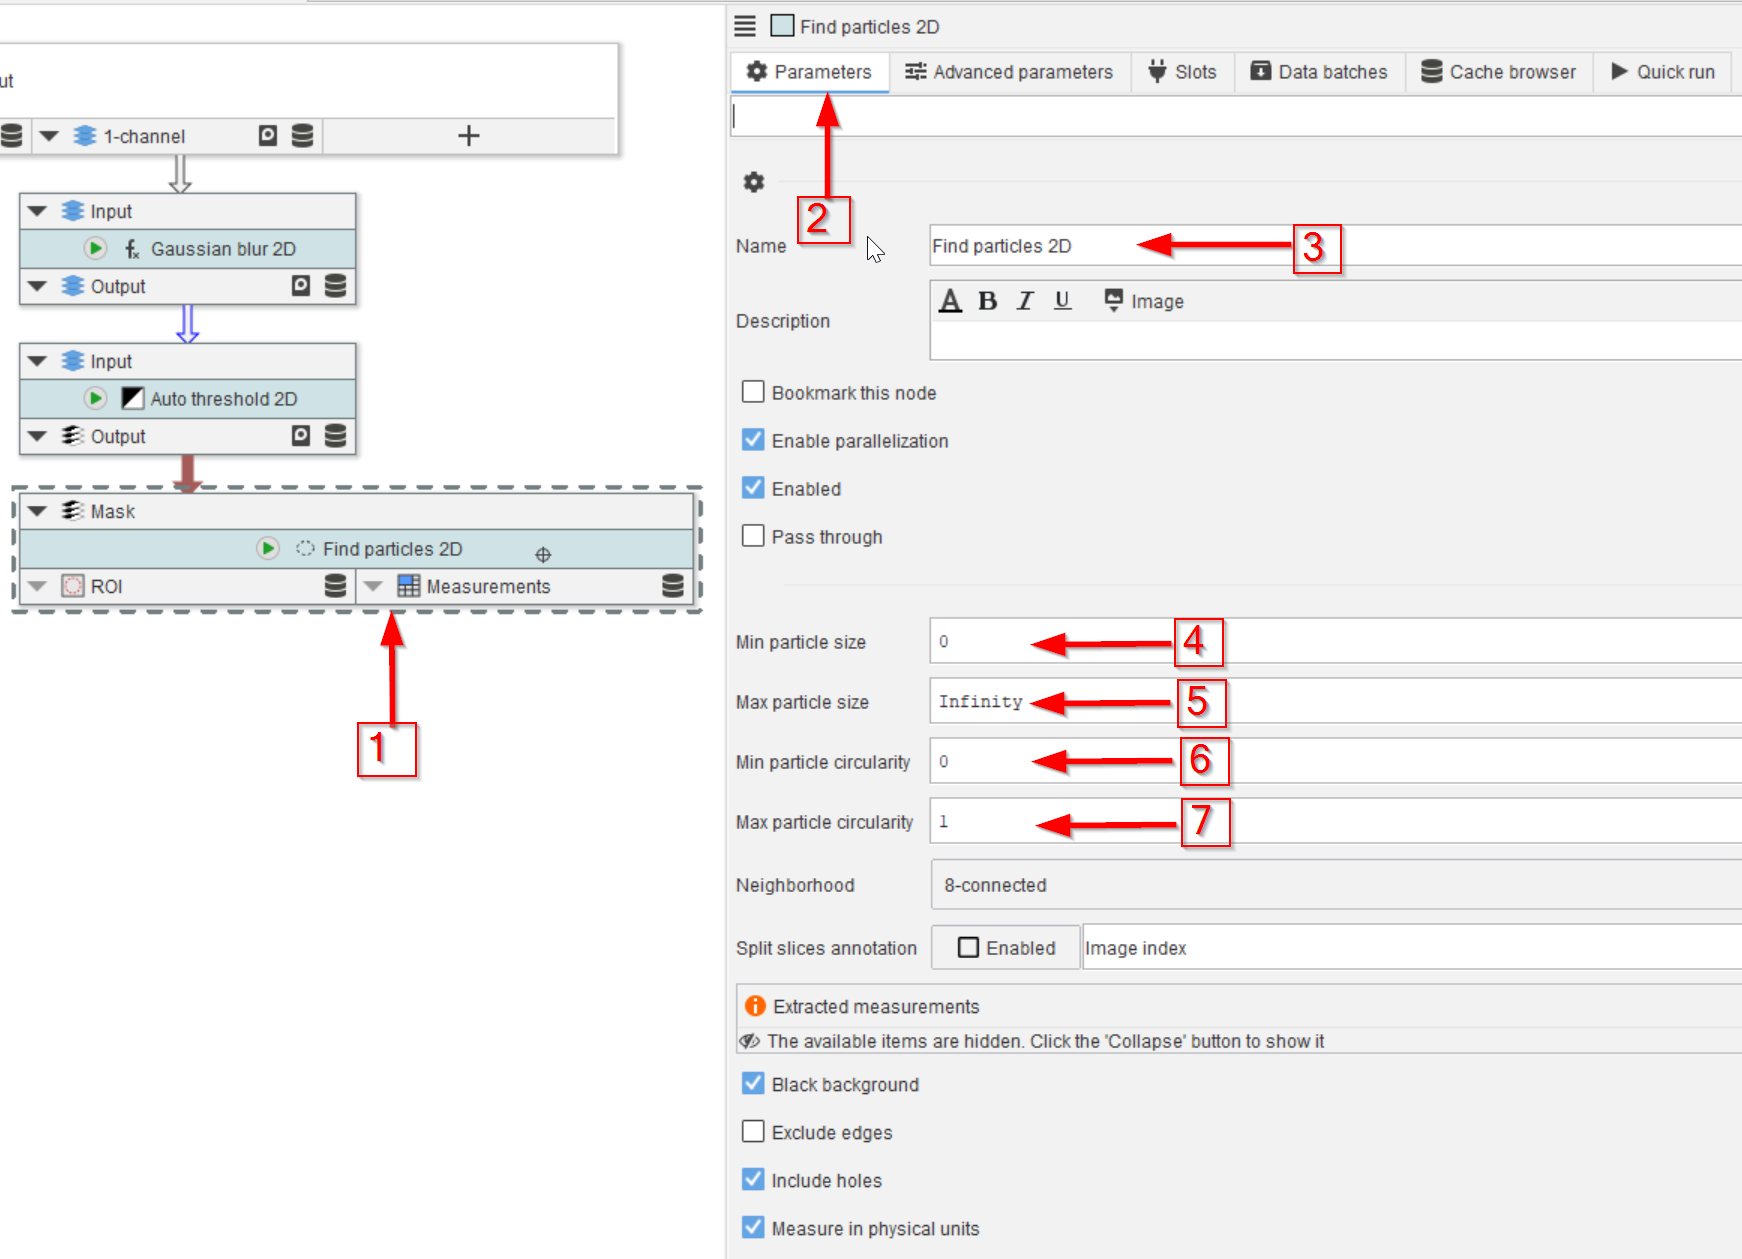 ut
1-channel
Input
Gaussian blur 2D
Output
Input
Auto threshold 2D
Output
Mask
Find particles 2D
ROI Measurements
1
Find particles 2D
Parameters Advanced parameters Slots Data batches Cache browser Quick run
2
Name Find particles 2D 3
A B I U Image
Description
Bookmark this node
Enable parallelization
Enabled
Pass through
Min particle size 0 4
Max particle size Infinity 5
Min particle circularity 0 6
Max particle circularity 1 7
Neighborhood 8-connected
Split slices annotation Enabled Image index
Extracted measurements
The available items are hidden. Click the 'Collapse' button to show it
Black background
Exclude edges
Include holes
Measure in physical units